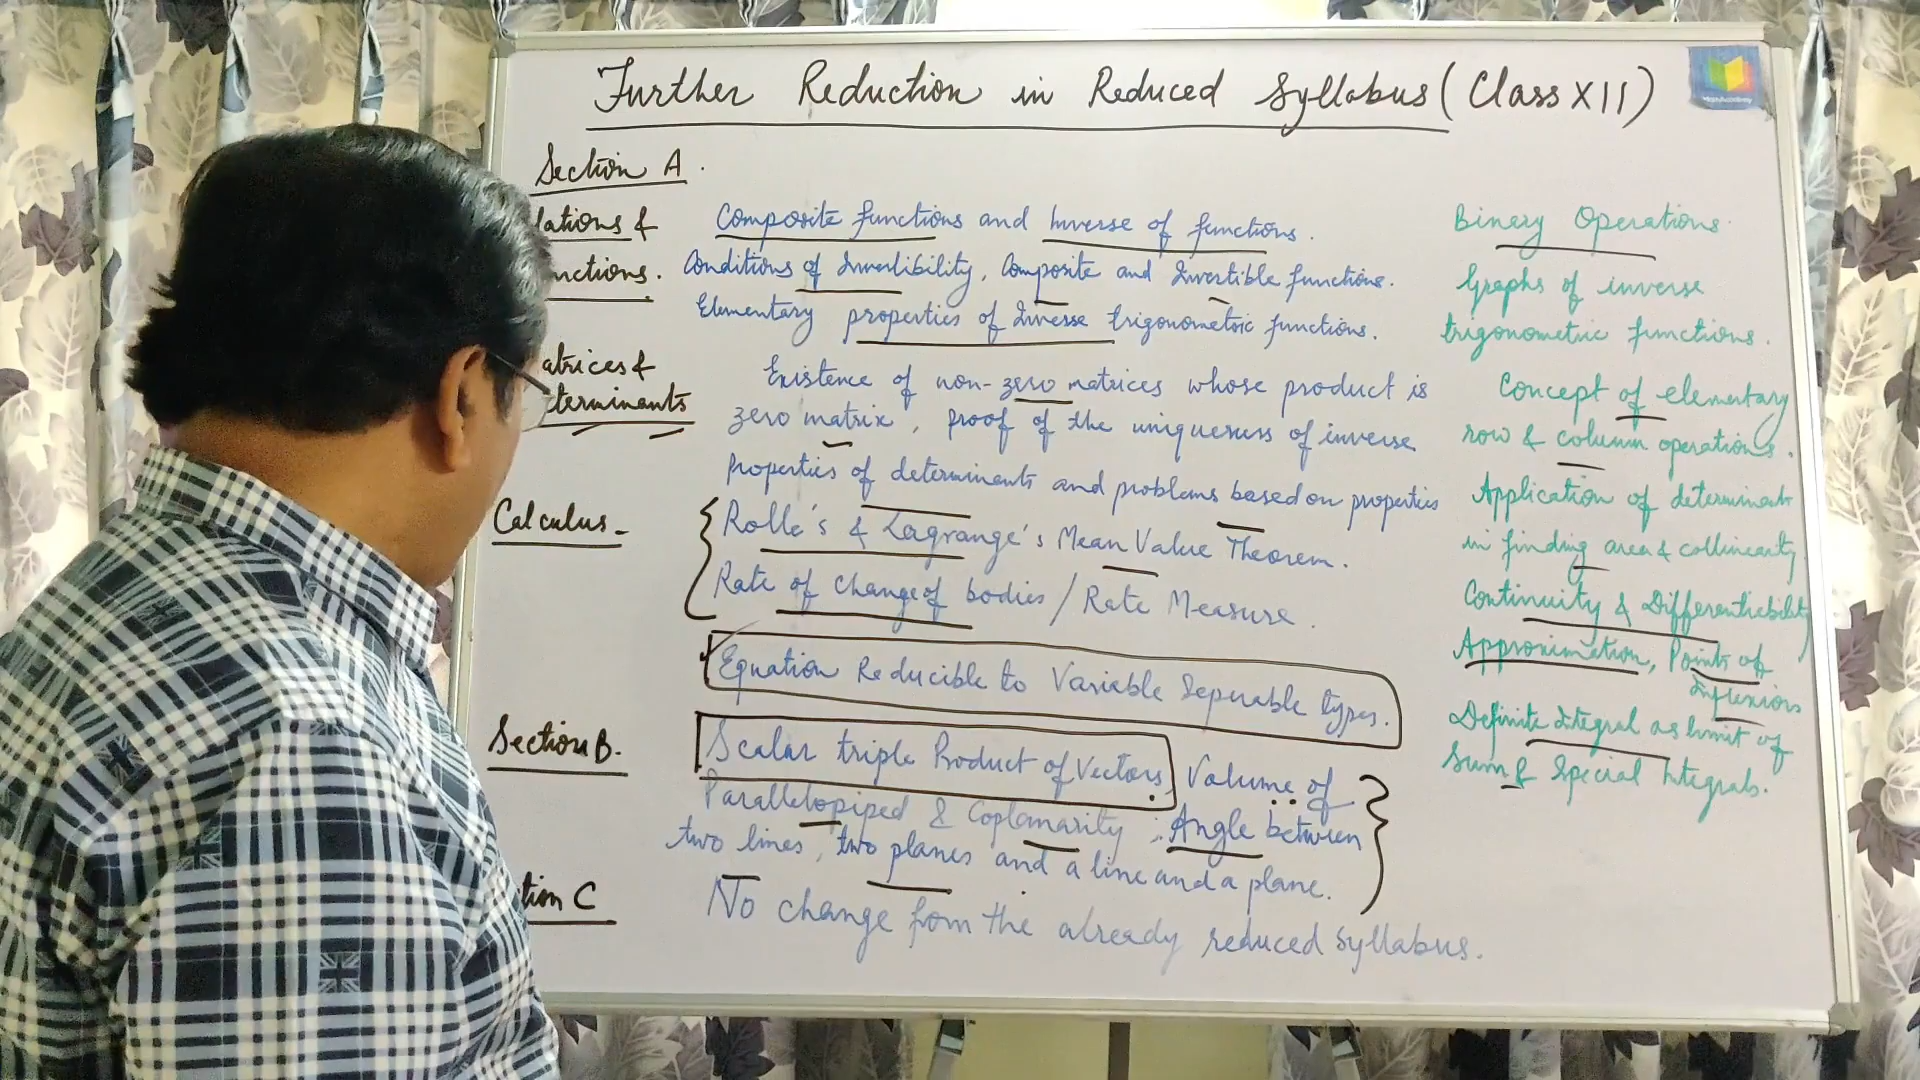 Further Reduction in Reduced Syllabus (Class XII)
Section A.
lations &
nctions.
Composite functions and Inverse of functions.
Conditions of Invertibility, Composite and Invertible functions.
Elementary properties of Inverse trigonometric functions.
Binary Operations.
Graphs of inverse
trigonometric functions.
atrices &
terminants
Existence of non-zero matrices whose product is
zero matrix, proof of the uniqueness of inverse
Properties of determinants and problems based on properties
Concept of elementary
row & column operations.
Application of determinants
in finding area & collinearity
Calculus -
Rolle's & Lagrange's Mean Value Theorem.
Rate of change of bodies / Rate Measure.
Equation Reducible to Variable Seperable types.
Continuity & Differentiability
Approximation, Points of
Inflexions
Definite Integral as limit of
Sum & Special Integrals.
Section B.
Scalar triple Product of Vectors, Volume of
Parallelopiped & Coplanarity ; Angle between
two lines, two planes and a line and a plane.
tion C
No change from the already reduced Syllabus.